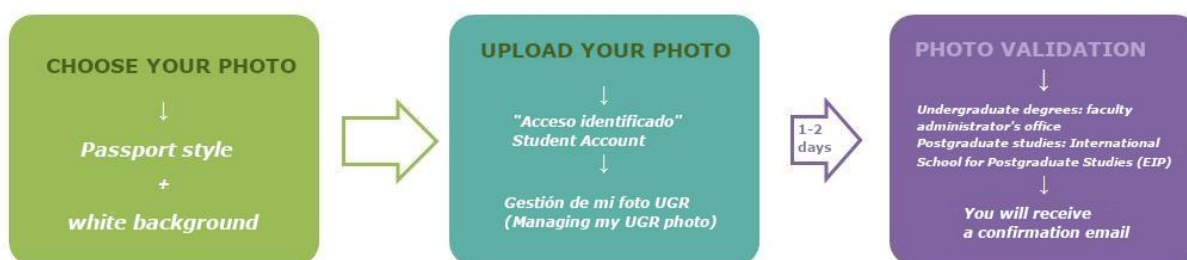 CHOOSE YOUR PHOTO
↓
Passport style
+
white background
UPLOAD YOUR PHOTO
↓
"Acceso identificado"
Student Account
↓
Gestión de mi foto UGR
(Managing my UGR photo)
1-2
days
PHOTO VALIDATION
↓
Undergraduate degrees: faculty
administrator's office
Postgraduate studies: International
School for Postgraduate Studies (EIP)
↓
You will receive
a confirmation email